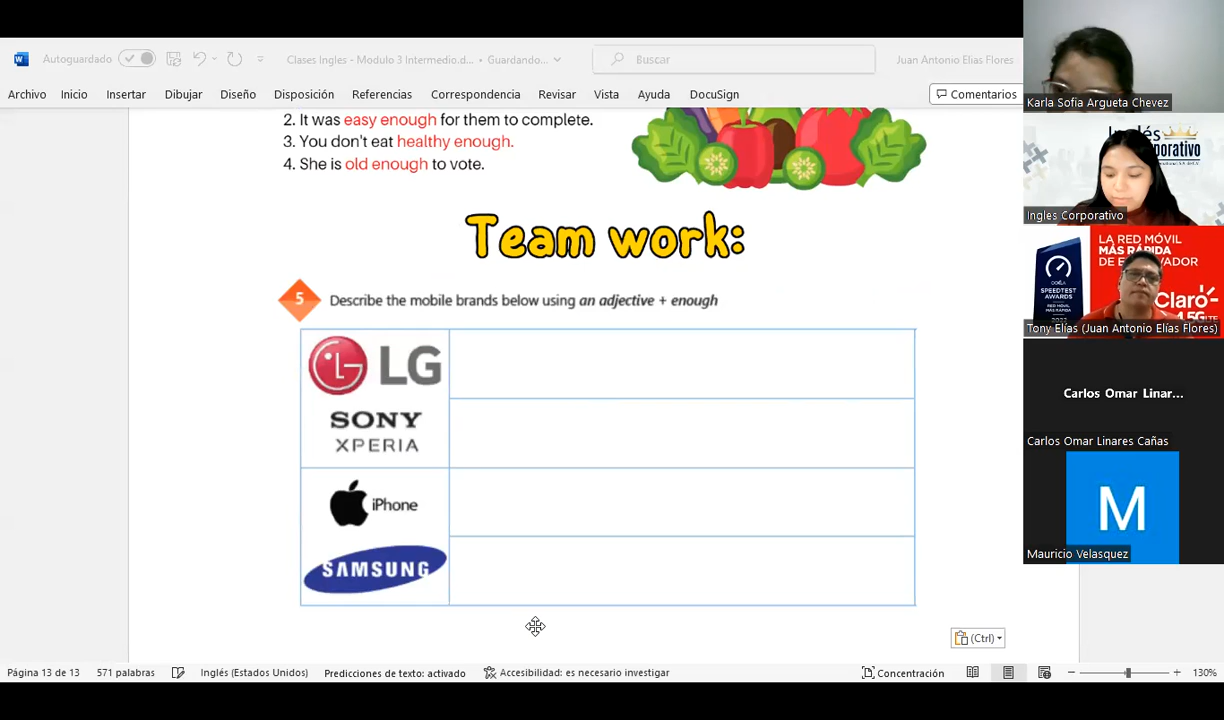 Autoguardado
Clases Ingles - Modulo 3 Intermedio.d... • Guardando...
Buscar
Juan Antonio Elias Flores
Archivo Inicio Insertar Dibujar Diseño Disposición Referencias Correspondencia Revisar Vista Ayuda DocuSign
Comentarios
2. It was easy enough for them to complete.
3. You don't eat healthy enough.
4. She is old enough to vote.
Team work:
5 Describe the mobile brands below using an adjective + enough
LG
SONY
XPERIA
iPhone
SAMSUNG
(Ctrl)
Página 13 de 13 571 palabras Inglés (Estados Unidos) Predicciones de texto: activado Accesibilidad: es necesario investigar Concentración 130%
Karla Sofia Argueta Chevez
Inglés
Corporativo
Ingles Corporativo
LA RED MÓVIL
MÁS RÁPIDA
DE EL SALVADOR
SPEEDTEST
AWARDS
Claro
4.5G LTE
Tony Elías (Juan Antonio Elías Flores)
Carlos Omar Linar...
Carlos Omar Linares Cañas
M
Mauricio Velasquez